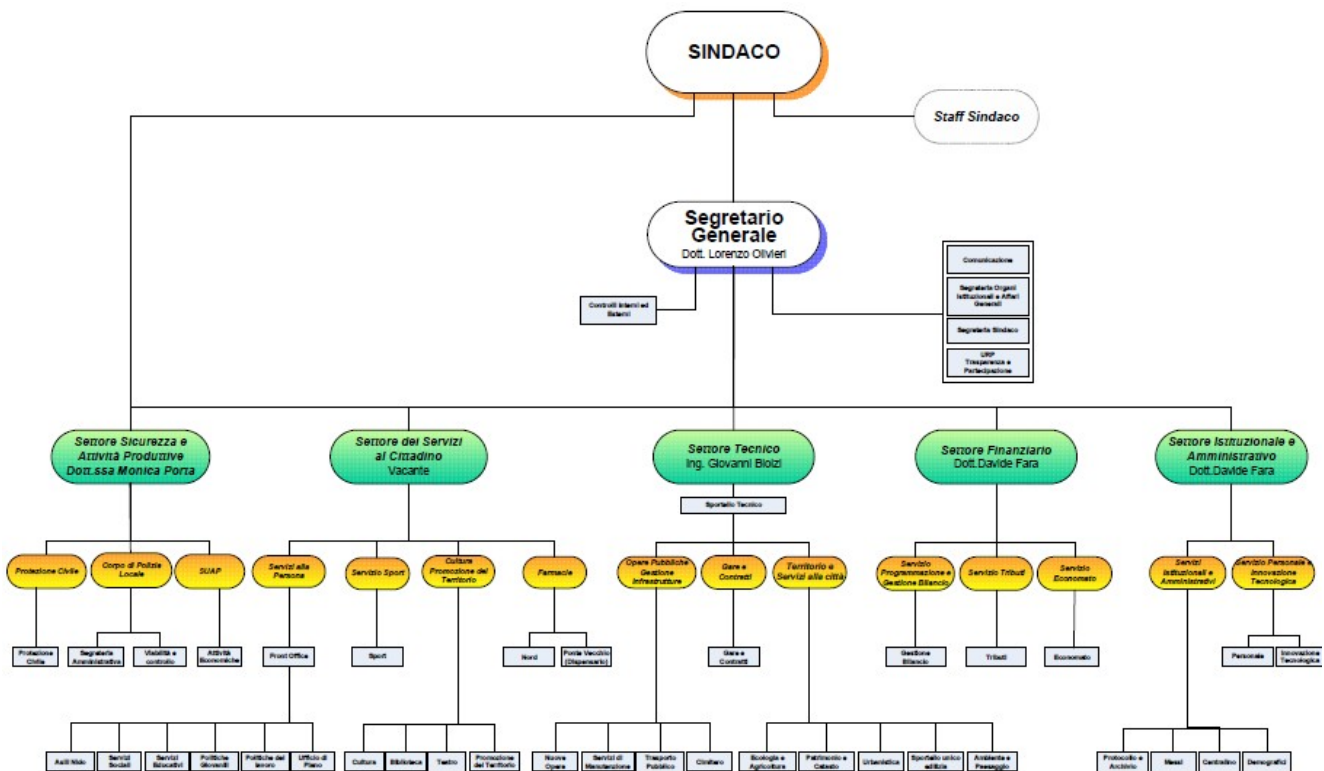 SINDACO
Staff Sindaco
Segretario
Generale
Dott. Lorenzo Olivieri
Controlli Interni ed
Esterni
Comunicazione
Segreteria Organi
Istituzionali e Affari
Generali
Segreteria Sindaco
URP
Trasparenza e
Partecipazione
Settore Sicurezza e
Attività Produttive
Dott.ssa Monica Porta
Settore dei Servizi
al Cittadino
Vacante
Settore Tecnico
Ing. Giovanni Biolzi
Settore Finanziario
Dott.Davide Fara
Settore Istituzionale e
Amministrativo
Dott.Davide Fara
Sportello Tecnico
Protezione Civile
Corpo di Polizia
Locale
SUAP
Servizi alla
Persona
Servizio Sport
Cultura
Promozione del
Territorio
Farmacie
Opere Pubbliche
Gestione
Infrastrutture
Gare e
Contratti
Territorio e
Servizi alla città
Servizio
Programmazione e
Gestione Bilancio
Servizio Tributi
Servizio
Economato
Servizi
Istituzionali e
Amministrativi
Servizio Personale e
Innovazione
Tecnologica
Protezione
Civile
Segreteria
Amministrativa
Viabilità e
controllo
Attività
Economiche
Front Office
Sport
Nord
Ponte Vecchio
(Dispensario)
Gare e
Contratti
Gestione
Bilancio
Tributi
Economato
Personale
Innovazione
Tecnologica
Asili Nido
Servizi
Sociali
Servizi
Educativi
Politiche
Giovanili
Politiche del
lavoro
Ufficio di
Piano
Cultura
Biblioteca
Teatro
Promozione
del Territorio
Nuove
Opere
Servizi di
Manutenzione
Trasporto
Pubblico
Cimitero
Ecologia e
Agricoltura
Patrimonio e
Catasto
Urbanistica
Sportello unico
edilizia
Ambiente e
Paesaggio
Protocollo e
Archivio
Messi
Centralino
Demografici